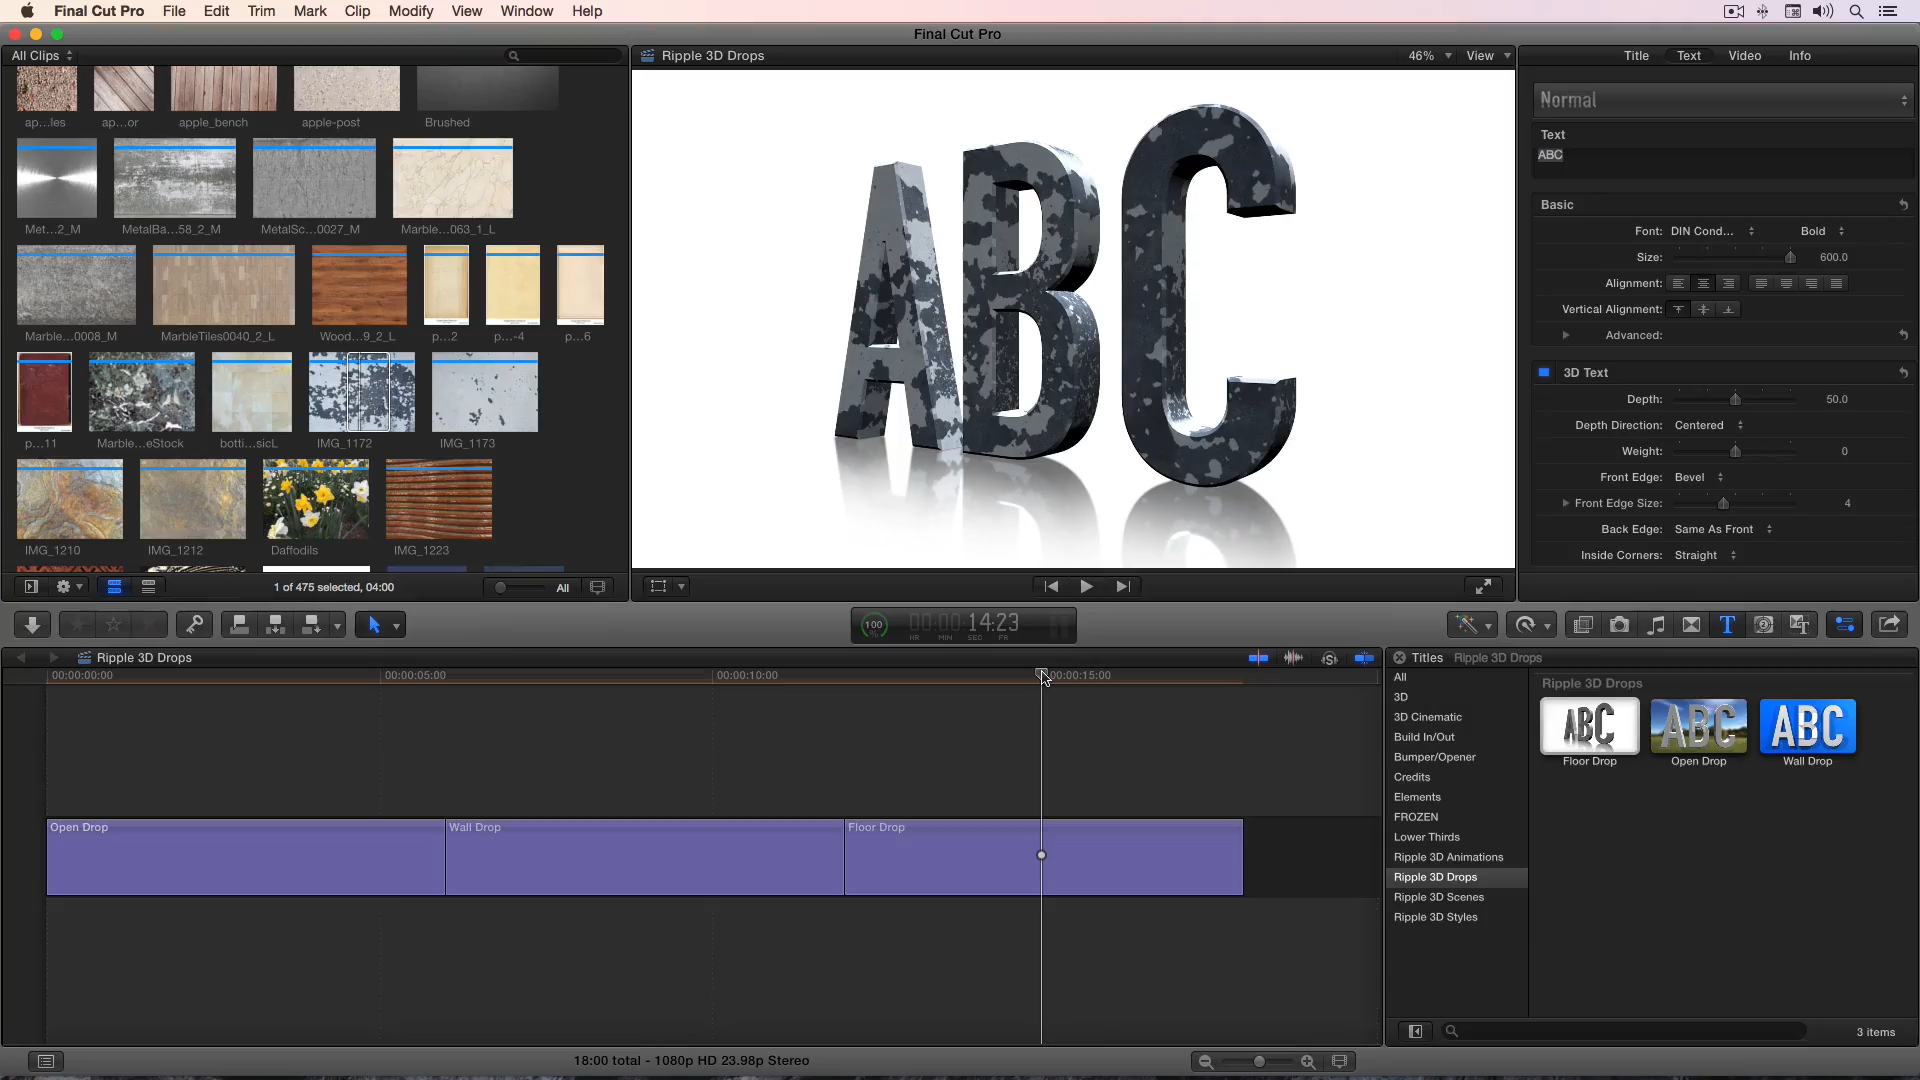 Final Cut Pro File Edit Trim Mark Clip Modify View Window Help
Final Cut Pro
All Clips
Ripple 3D Drops 46% View
Title Text Video Info
ap...les ap...or apple_bench apple-post Brushed
Met...2_M MetalBa...58_2_M MetalSc...0027_M Marble...063_1_L
Marble...0008_M MarbleTiles0040_2_L Wood...9_2_L p...2 p...-4 p...6
p...11 Marble...eStock botti...sicL IMG_1172 IMG_1173
IMG_1210 IMG_1212 Daffodils IMG_1223
1 of 475 selected, 04:00 All
ABC
Normal
Text
ABC
Basic
Font: DIN Cond... Bold
Size: 600.0
Alignment:
Vertical Alignment:
Advanced:
3D Text
Depth: 50.0
Depth Direction: Centered
Weight: 0
Front Edge: Bevel
Front Edge Size: 4
Back Edge: Same As Front
Inside Corners: Straight
100 % 00:00:14:23
HR MIN SEC FR
Ripple 3D Drops
00:00:00:00 00:00:05:00 00:00:10:00 00:00:15:00
Open Drop Wall Drop Floor Drop
Titles Ripple 3D Drops
All
3D
3D Cinematic
Build In/Out
Bumper/Opener
Credits
Elements
FROZEN
Lower Thirds
Ripple 3D Animations
Ripple 3D Drops
Ripple 3D Scenes
Ripple 3D Styles
Ripple 3D Drops
ABC ABC ABC
Floor Drop Open Drop Wall Drop
3 items
18:00 total - 1080p HD 23.98p Stereo